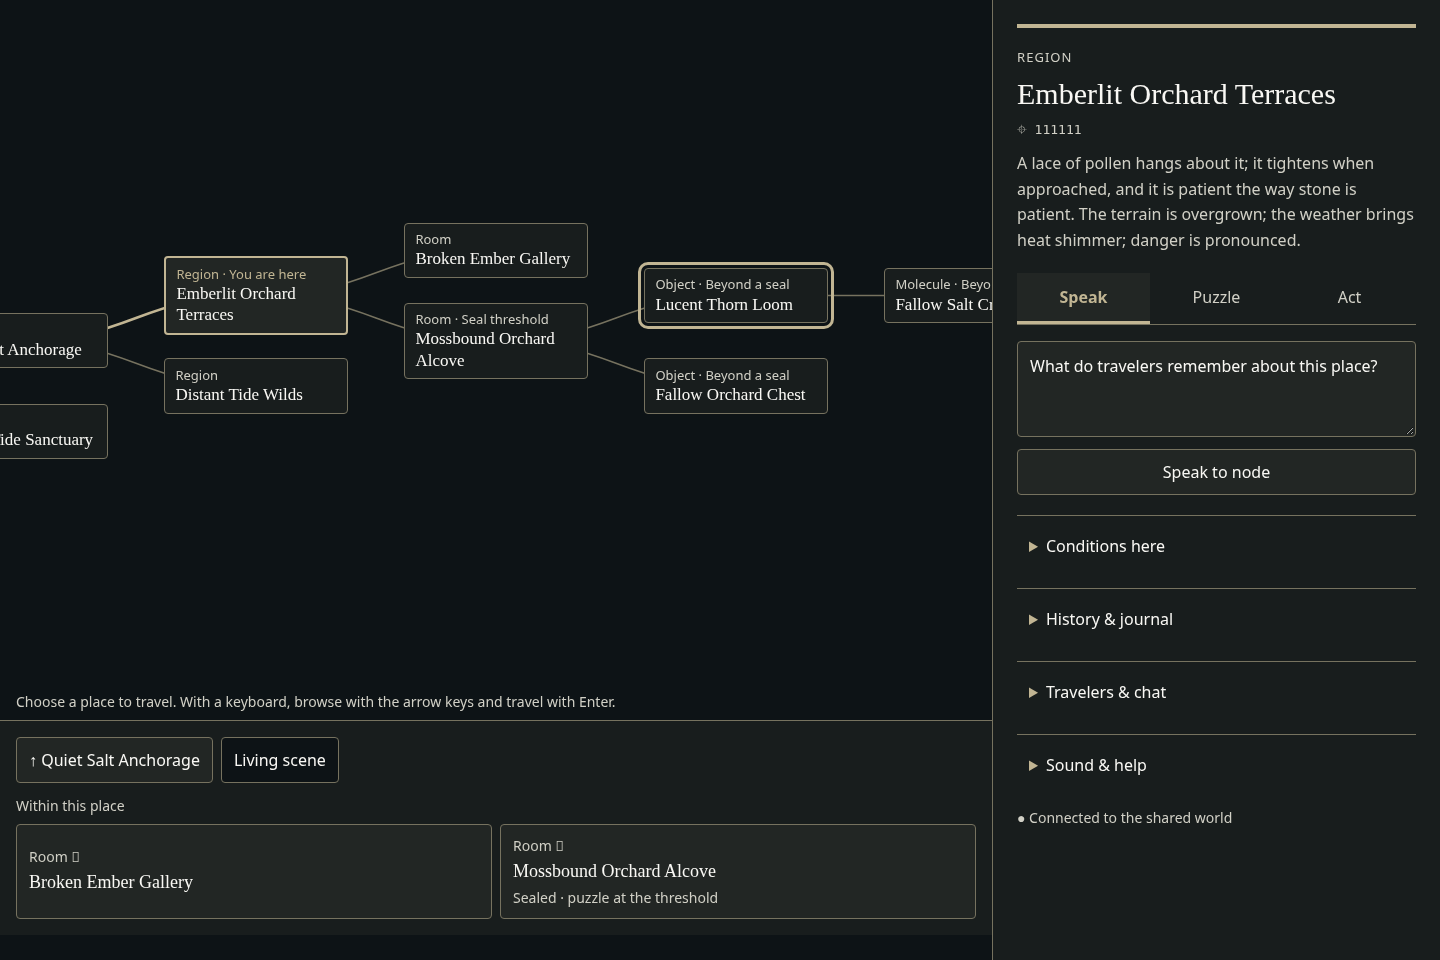 t Anchorage
ide Sanctuary
Region · You are here
Emberlit Orchard
Terraces
Region
Distant Tide Wilds
Room
Broken Ember Gallery
Room · Seal threshold
Mossbound Orchard
Alcove
Object · Beyond a seal
Lucent Thorn Loom
Object · Beyond a seal
Fallow Orchard Chest
Molecule · Beyo
Fallow Salt Cr
Choose a place to travel. With a keyboard, browse with the arrow keys and travel with Enter.
↑ Quiet Salt Anchorage
Living scene
Within this place
Room
Broken Ember Gallery
Room
Mossbound Orchard Alcove
Sealed · puzzle at the threshold
REGION
Emberlit Orchard Terraces
⌖ 111111
A lace of pollen hangs about it; it tightens when
approached, and it is patient the way stone is
patient. The terrain is overgrown; the weather brings
heat shimmer; danger is pronounced.
Speak
Puzzle
Act
What do travelers remember about this place?
Speak to node
▶ Conditions here
▶ History & journal
▶ Travelers & chat
▶ Sound & help
● Connected to the shared world